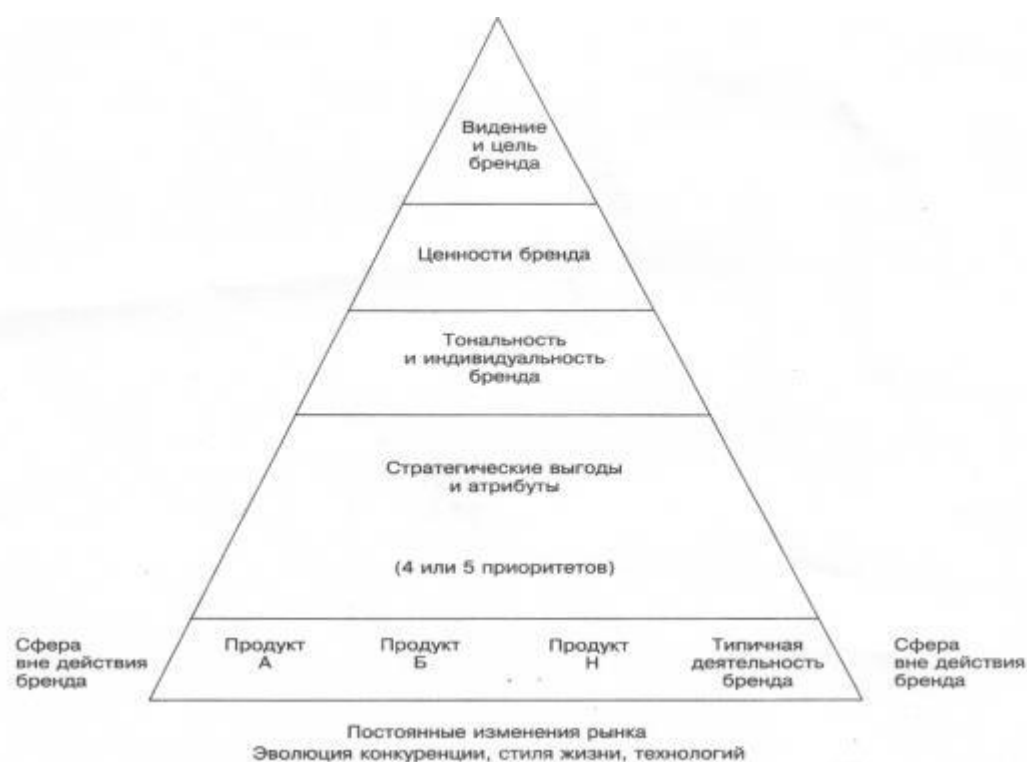 Видение
и цель
бренда
Ценности бренда
Тональность
и индивидуальность
бренда
Стратегические выгоды
и атрибуты
(4 или 5 приоритетов)
Сфера
вне действия
бренда
Продукт
А
Продукт
Б
Продукт
Н
Типичная
деятельность
бренда
Сфера
вне действия
бренда
Постоянные изменения рынка
Эволюция конкуренции, стиля жизни, технологий